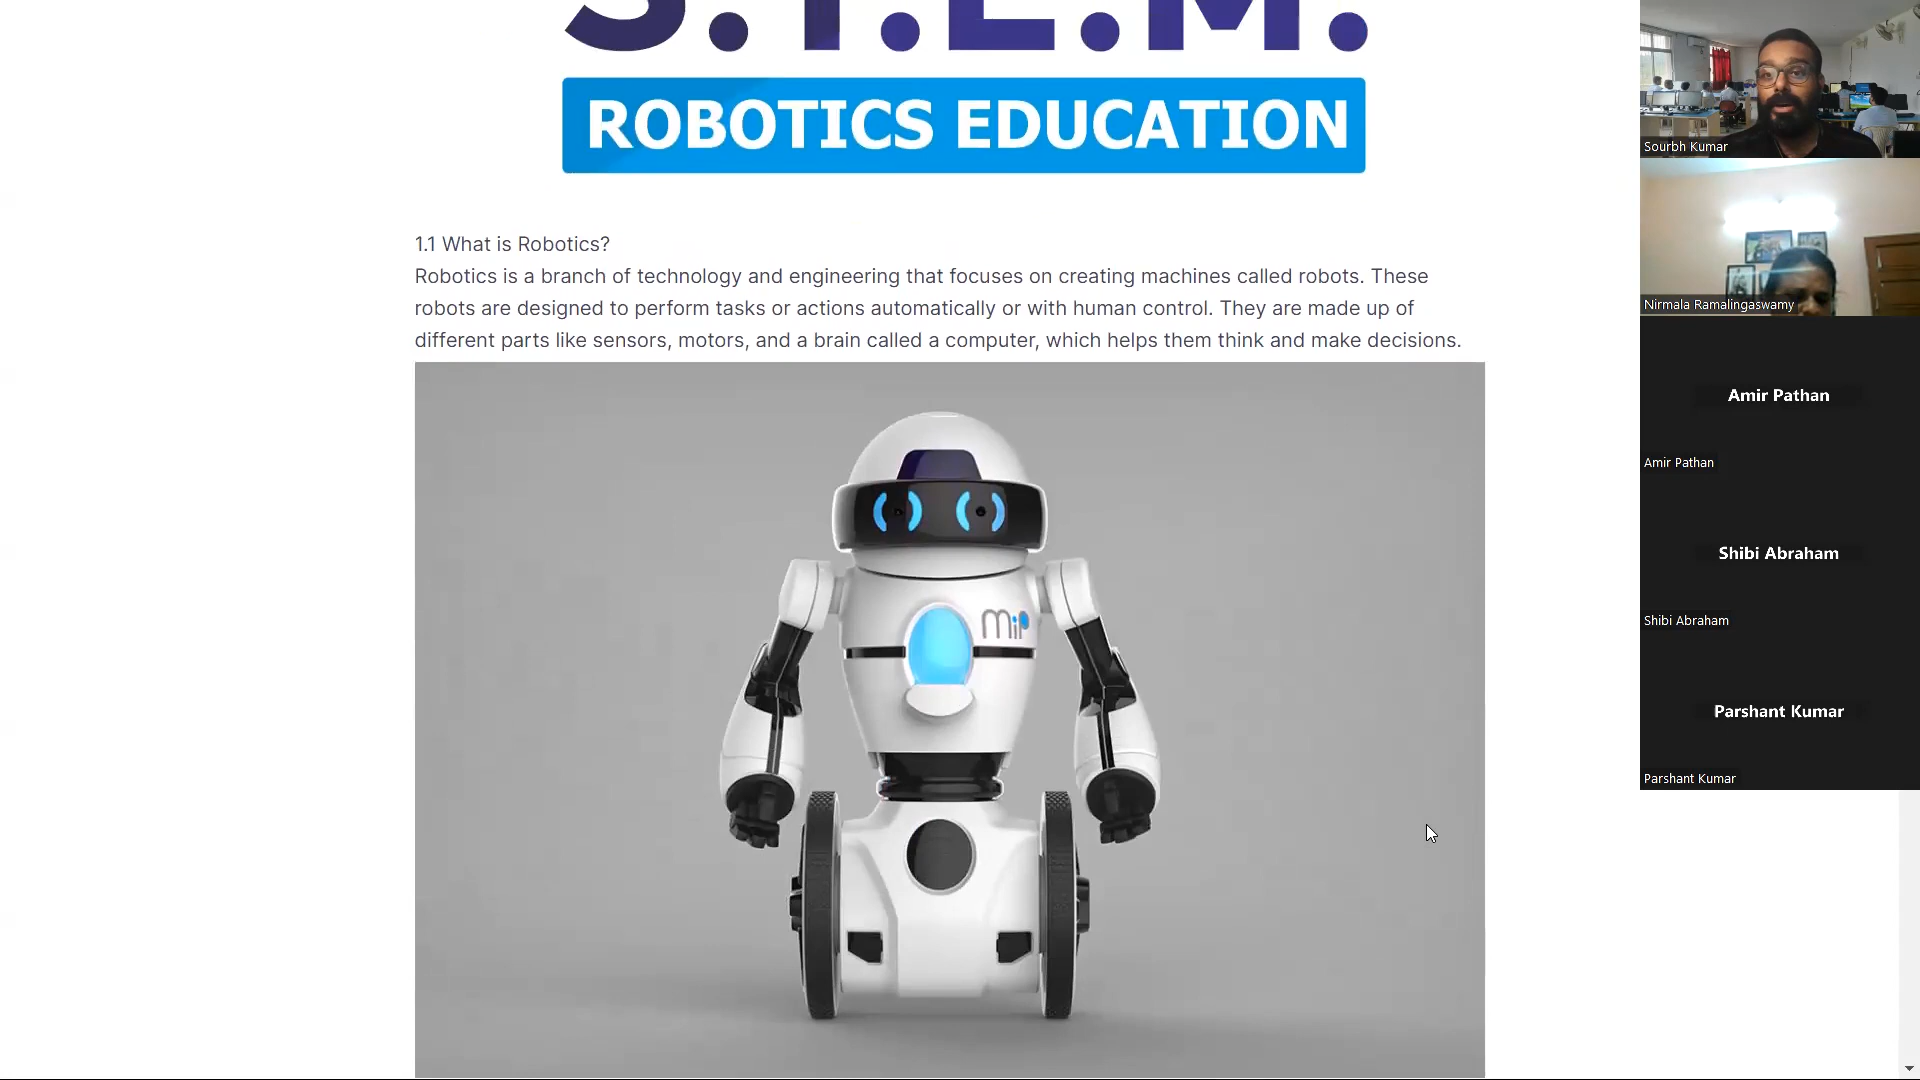 S.T.E.M.
ROBOTICS EDUCATION
1.1 What is Robotics?
Robotics is a branch of technology and engineering that focuses on creating machines called robots. These
robots are designed to perform tasks or actions automatically or with human control. They are made up of
different parts like sensors, motors, and a brain called a computer, which helps them think and make decisions.
mip
Sourbh Kumar
Nirmala Ramalingaswamy
Amir Pathan
Amir Pathan
Shibi Abraham
Shibi Abraham
Parshant Kumar
Parshant Kumar